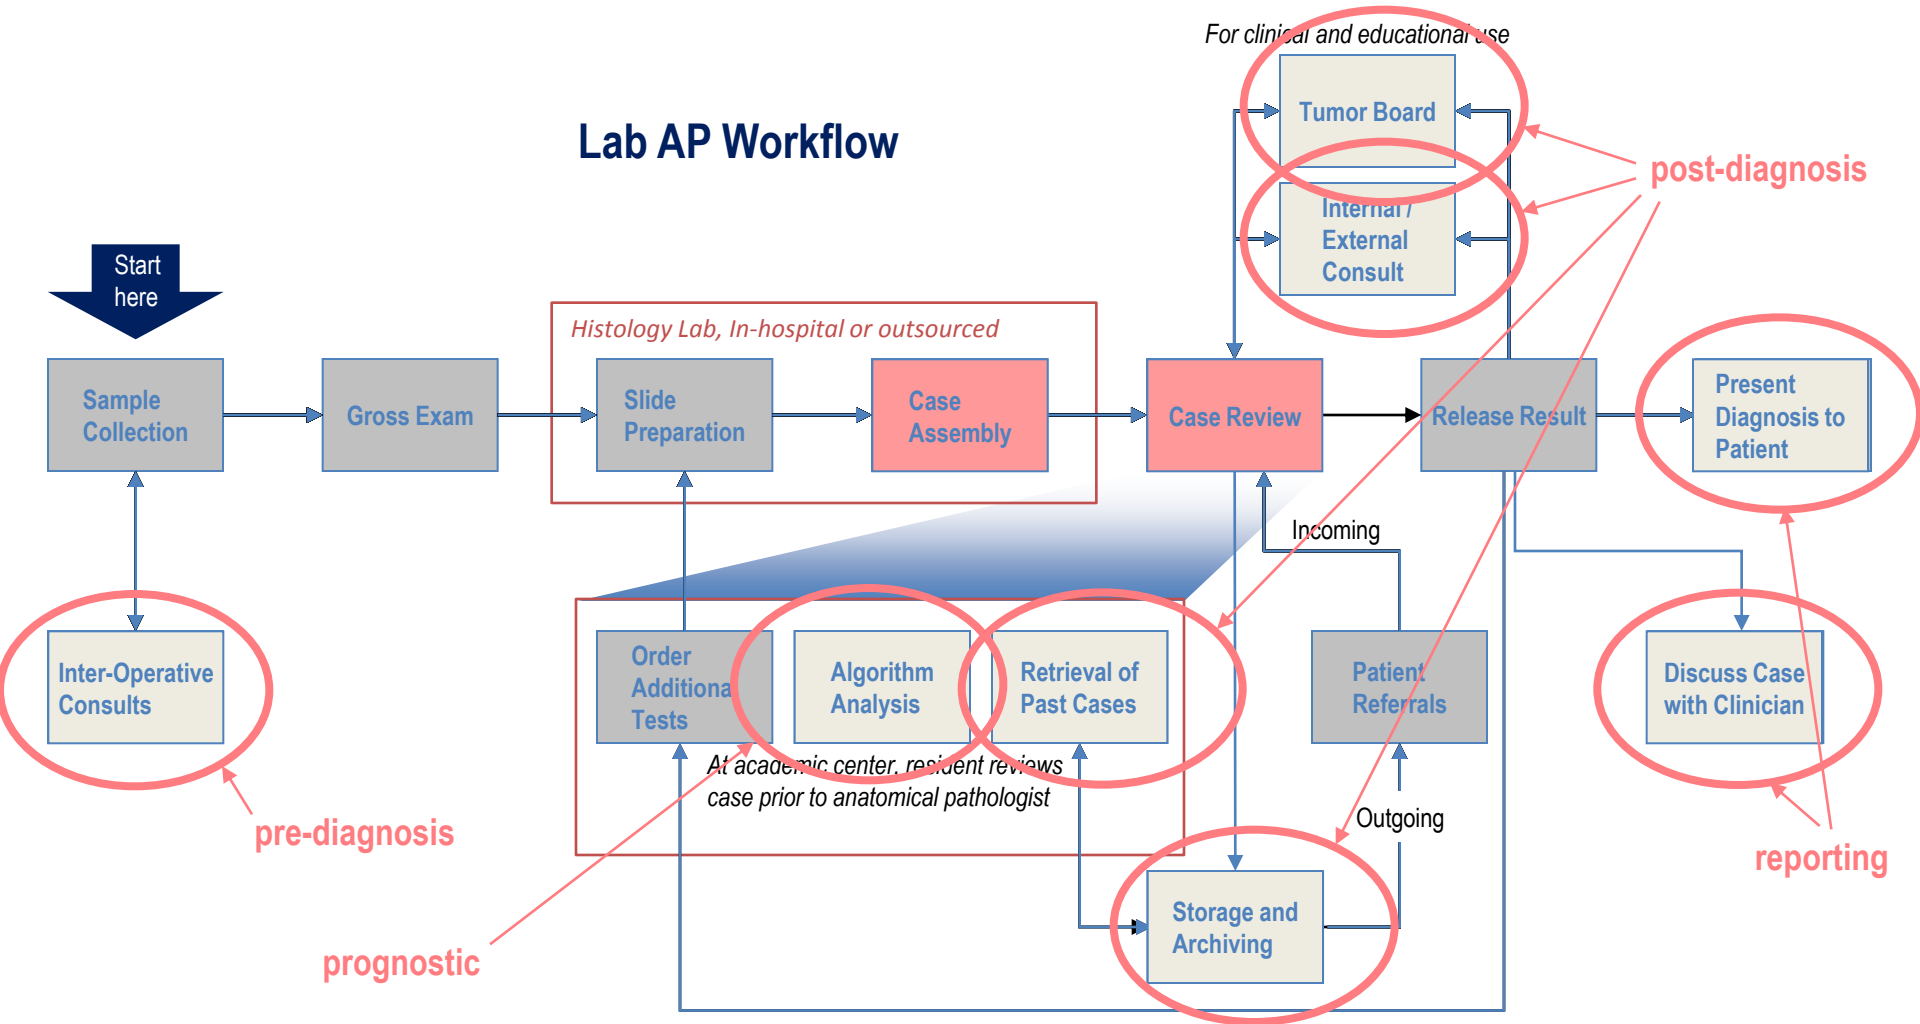 For clinical and educational use
Tumor Board
Lab AP Workflow
post-diagnosis
Internal /
External
Consult
Start
here
Histology Lab, In-hospital or outsourced
Sample
Collection
Gross Exam
Slide
Preparation
Case
Assembly
Case Review
Release Result
Present
Diagnosis to
Patient
Incoming
Inter-Operative
Consults
Order
Additional
Tests
Algorithm
Analysis
Retrieval of
Past Cases
Patient
Referrals
Discuss Case
with Clinician
At academic center, resident reviews
case prior to anatomical pathologist
Outgoing
pre-diagnosis
reporting
Storage and
Archiving
prognostic